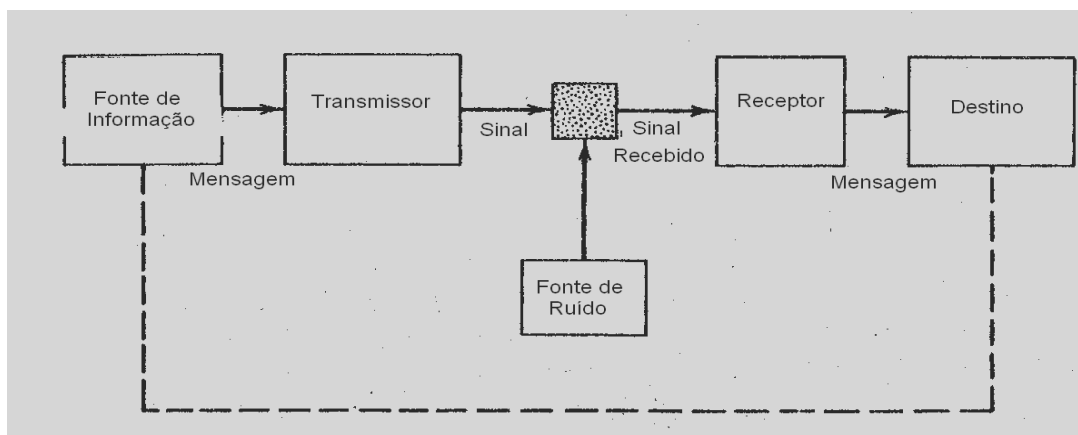 Fonte de
Informação
Mensagem
Transmissor
Sinal
Sinal
Recebido
Receptor
Mensagem
Destino
Fonte de
Ruído